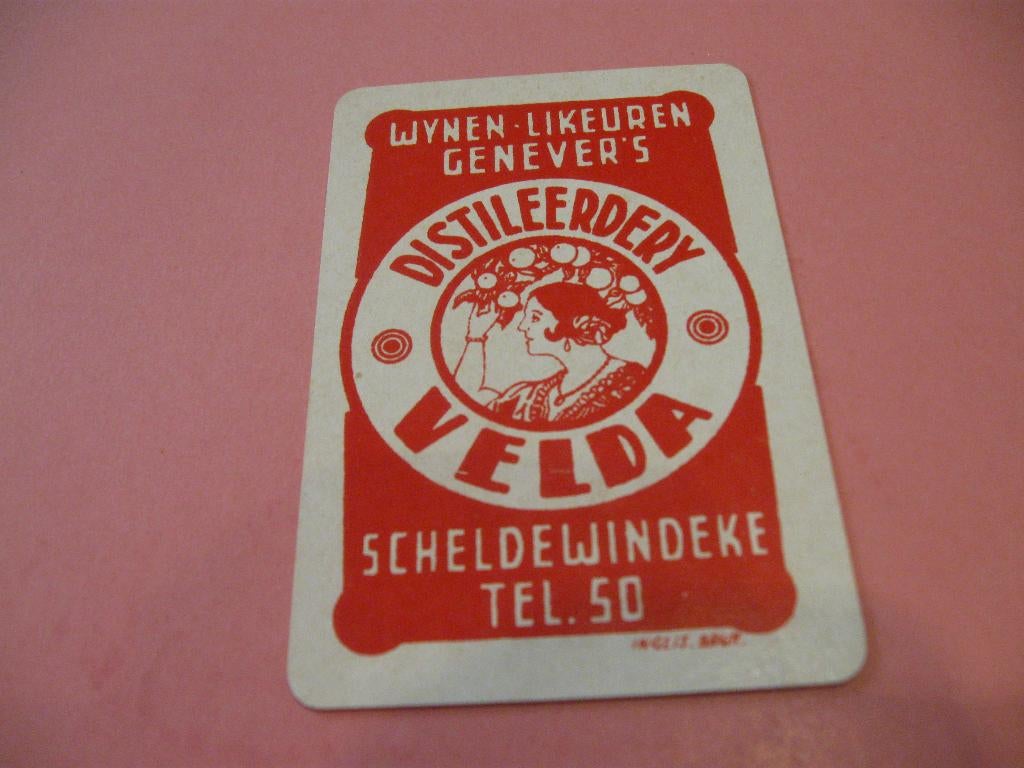 WYNEN · LIKEUREN
GENEVER'S
DISTILEERDERY
VELDA
SCHELDEWINDEKE
TEL. 50